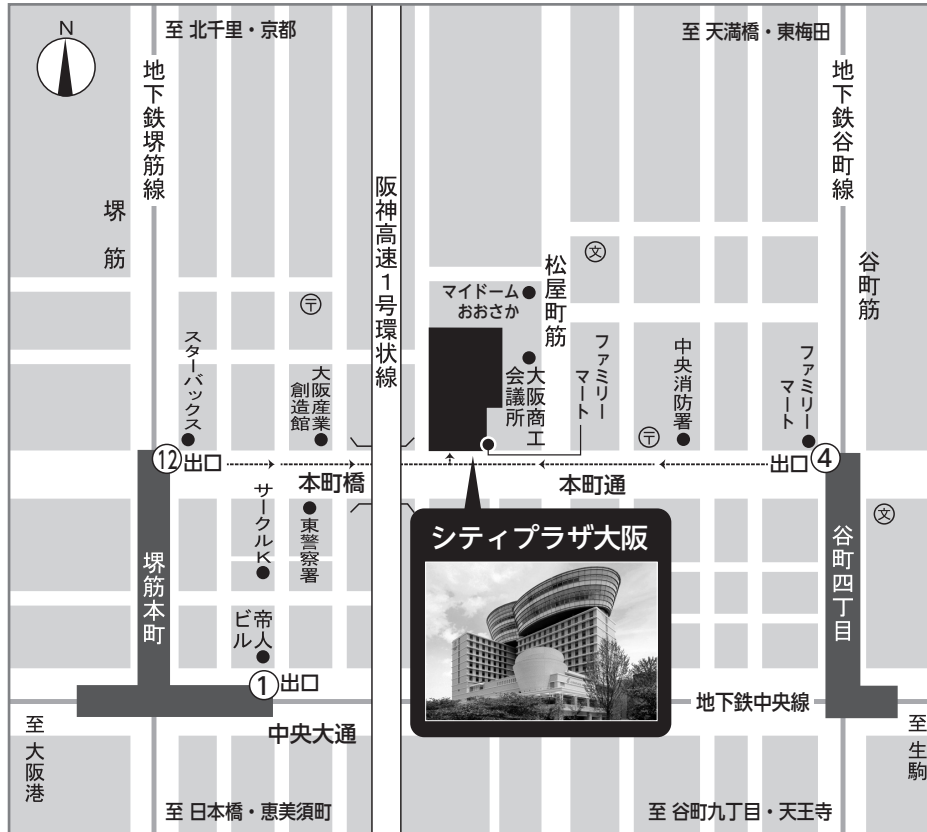 N
至 北千里・京都
至 天満橋・東梅田
地下鉄堺筋線
地下鉄谷町線
堺筋
阪神高速1号環状線
松屋町筋
谷町筋
文
〒
マイドーム
おおさか
スターバックス
大阪産業
創造館
大阪商工
会議所
ファミリー
マート
中央消防署
ファミリー
マート
〒
12 出口
本町橋
本町通
出口 4
サークルK
東警察署
シティプラザ大阪
文
堺筋本町
谷町四丁目
帝人
ビル
1 出口
地下鉄中央線
中央大通
至 大阪港
至 生駒
至 日本橋・恵美須町
至 谷町九丁目・天王寺